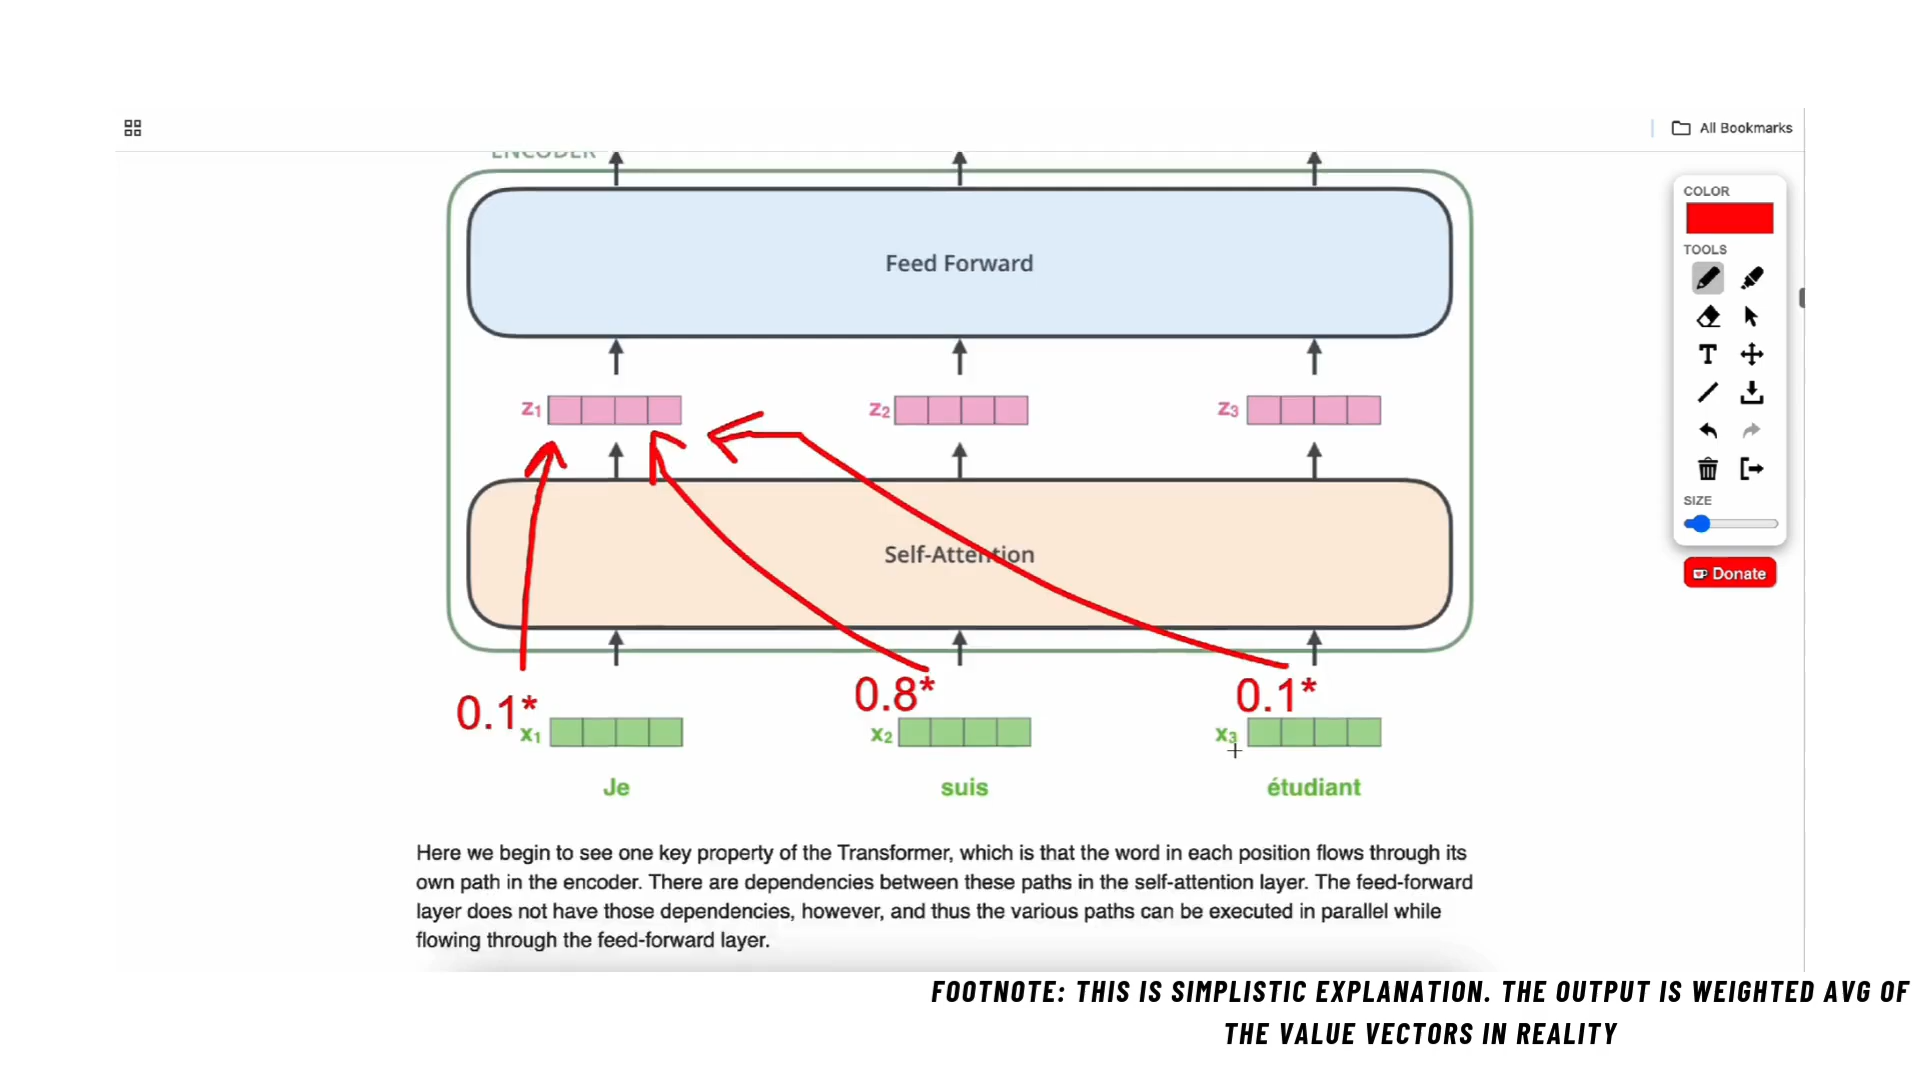 All Bookmarks
ENCODER
COLOR
Feed Forward
TOOLS
T
z1
z2
z3
SIZE
Self-Attention
Donate
0.1*
0.8*
0.1*
x1
x2
x3
Je
suis
étudiant
Here we begin to see one key property of the Transformer, which is that the word in each position flows through its
own path in the encoder. There are dependencies between these paths in the self-attention layer. The feed-forward
layer does not have those dependencies, however, and thus the various paths can be executed in parallel while
flowing through the feed-forward layer.
FOOTNOTE: THIS IS SIMPLISTIC EXPLANATION. THE OUTPUT IS WEIGHTED AVG OF
THE VALUE VECTORS IN REALITY